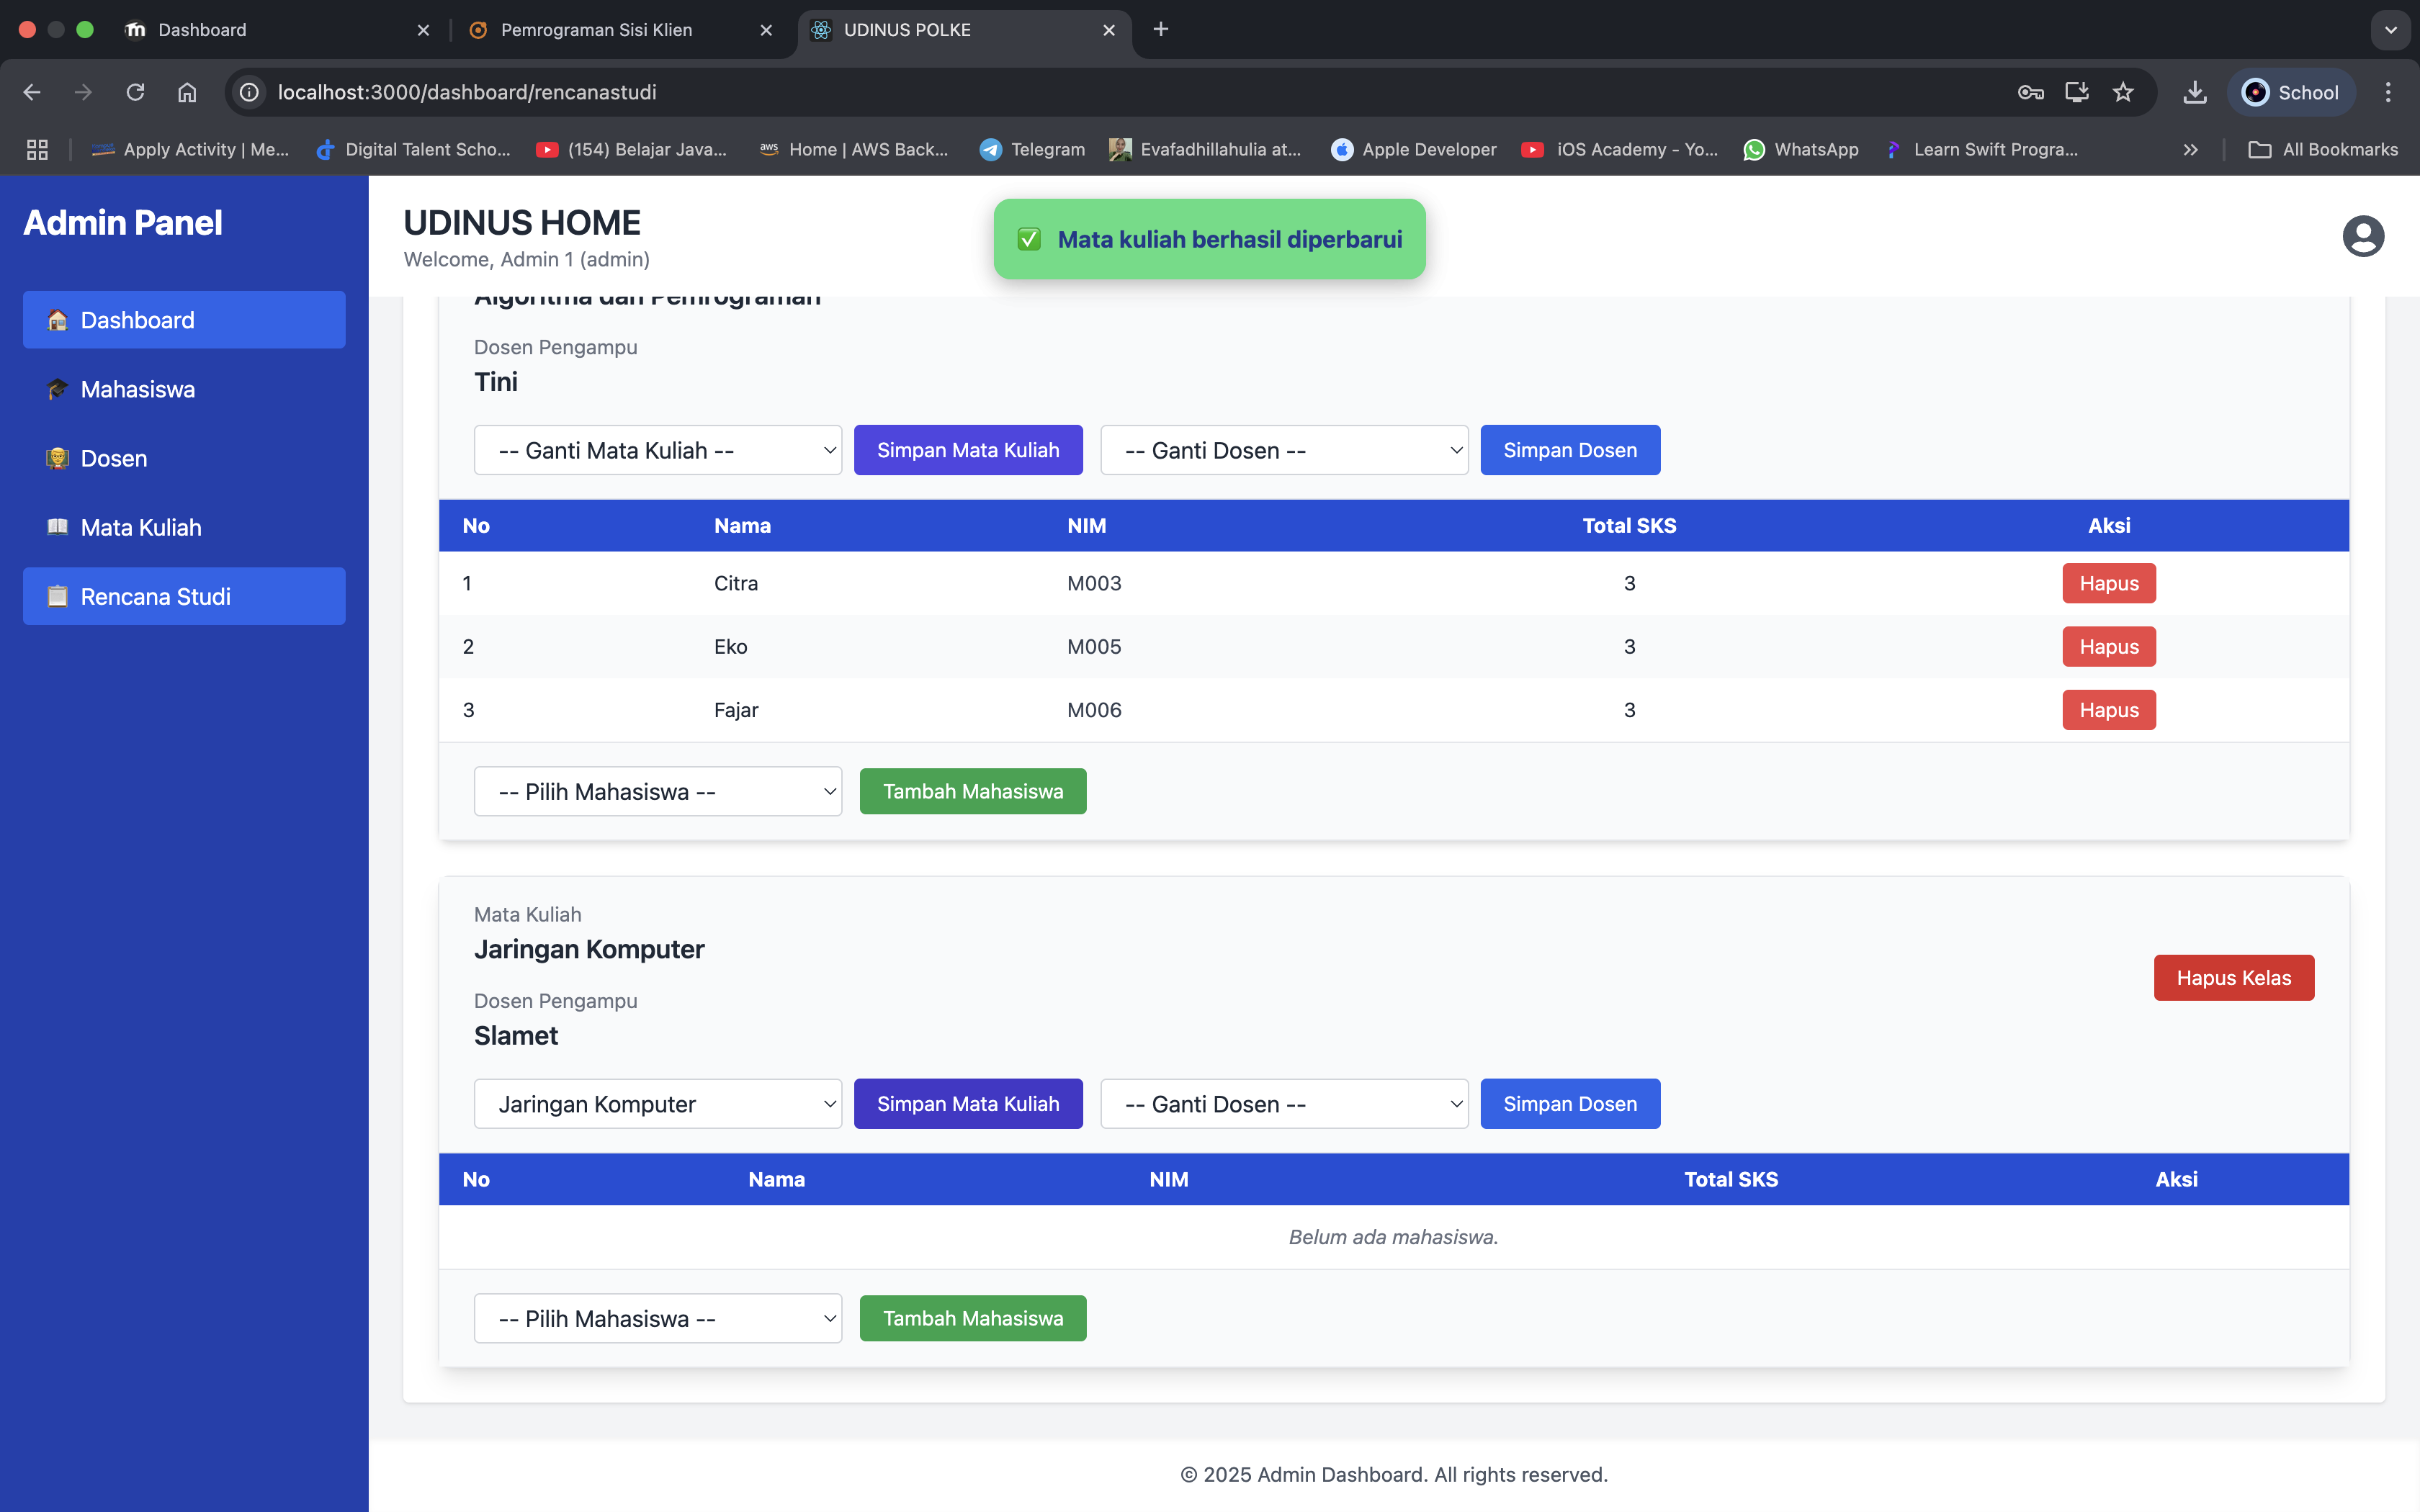 Dashboard
Pemrograman Sisi Klien
UDINUS POLKE
localhost:3000/dashboard/rencanastudi
School
Apply Activity | Me...
Digital Talent Scho...
(154) Belajar Java...
aws
Home | AWS Back...
Telegram
Evafadhillahulia at...
Apple Developer
iOS Academy - Yo...
WhatsApp
Learn Swift Progra...
All Bookmarks
Admin Panel
Dashboard
Mahasiswa
Dosen
Mata Kuliah
Rencana Studi
UDINUS HOME
Welcome, Admin 1 (admin)
Mata kuliah berhasil diperbarui
Algoritma dan Pemrograman
Dosen Pengampu
Tini
-- Ganti Mata Kuliah --
Simpan Mata Kuliah
-- Ganti Dosen --
Simpan Dosen
No Nama NIM Total SKS Aksi
1 Citra M003 3 Hapus
2 Eko M005 3 Hapus
3 Fajar M006 3 Hapus
-- Pilih Mahasiswa --
Tambah Mahasiswa
Mata Kuliah
Jaringan Komputer
Hapus Kelas
Dosen Pengampu
Slamet
Jaringan Komputer
Simpan Mata Kuliah
-- Ganti Dosen --
Simpan Dosen
No Nama NIM Total SKS Aksi
Belum ada mahasiswa.
-- Pilih Mahasiswa --
Tambah Mahasiswa
© 2025 Admin Dashboard. All rights reserved.